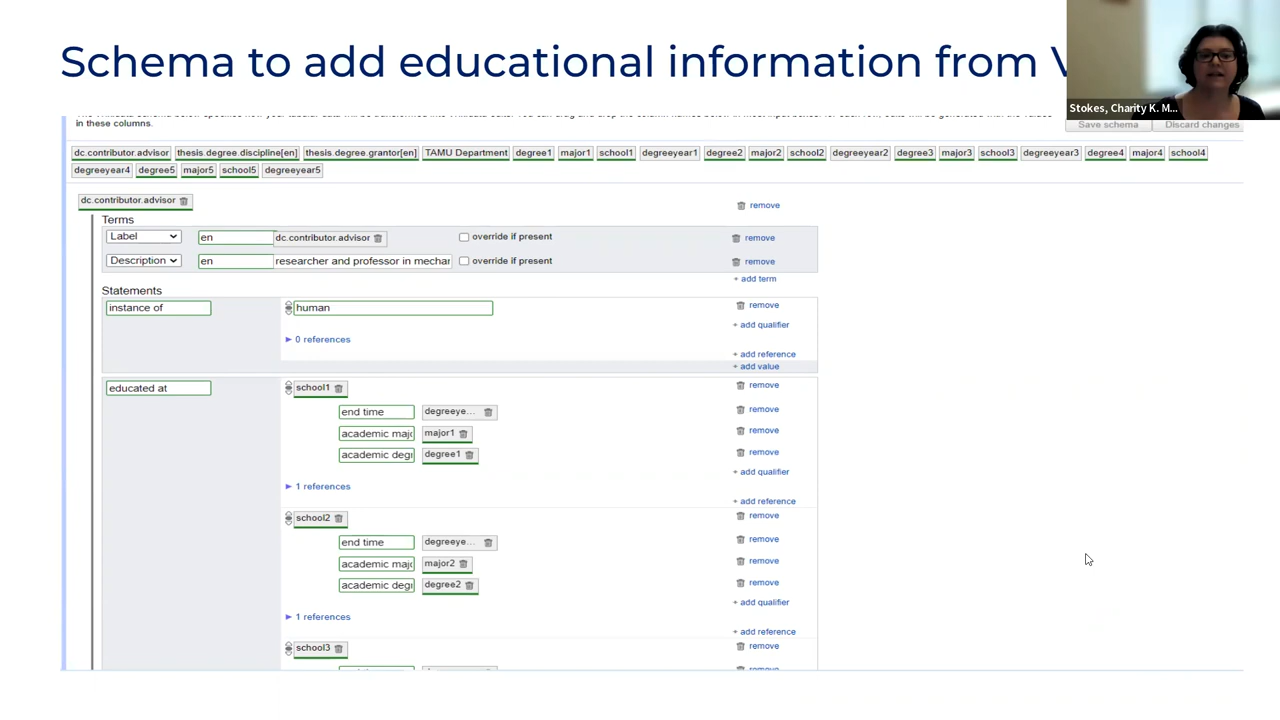 Schema to add educational information from V
Stokes, Charity K. M...
in these columns.
Save schema Discard changes
dc.contributor.advisor thesis.degree.discipline[en] thesis.degree.grantor[en] TAMU Department degree1 major1 school1 degreeyear1 degree2 major2 school2 degreeyear2 degree3 major3 school3 degreeyear3 degree4 major4 school4
degreeyear4 degree5 major5 school5 degreeyear5
dc.contributor.advisor remove
Terms
Label en dc.contributor.advisor override if present remove
Description en researcher and professor in mechar override if present remove
+ add term
Statements
instance of human remove
+ add qualifier
0 references
+ add reference
+ add value
educated at school1 remove
end time degreeye... remove
academic majo major1 remove
academic degr degree1 remove
+ add qualifier
1 references
+ add reference
school2 remove
end time degreeye... remove
academic majo major2 remove
academic degr degree2 remove
+ add qualifier
1 references
+ add reference
school3 remove